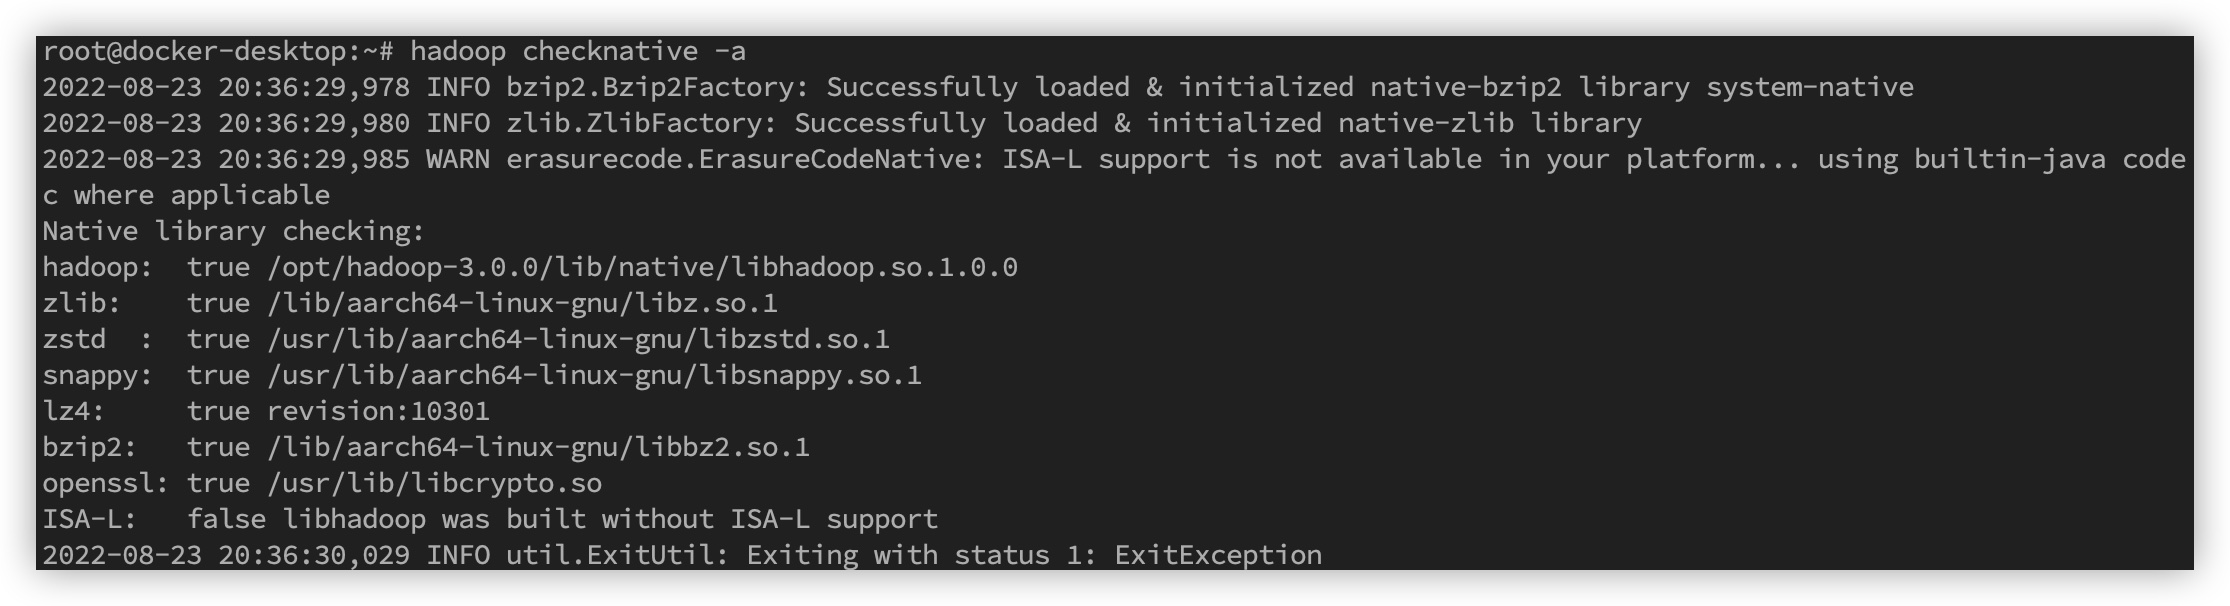 root@docker-desktop:~# hadoop checknative -a
2022-08-23 20:36:29,978 INFO bzip2.Bzip2Factory: Successfully loaded & initialized native-bzip2 library system-native
2022-08-23 20:36:29,980 INFO zlib.ZlibFactory: Successfully loaded & initialized native-zlib library
2022-08-23 20:36:29,985 WARN erasurecode.ErasureCodeNative: ISA-L support is not available in your platform... using builtin-java code
c where applicable
Native library checking:
hadoop:  true /opt/hadoop-3.0.0/lib/native/libhadoop.so.1.0.0
zlib:    true /lib/aarch64-linux-gnu/libz.so.1
zstd  :  true /usr/lib/aarch64-linux-gnu/libzstd.so.1
snappy:  true /usr/lib/aarch64-linux-gnu/libsnappy.so.1
lz4:     true revision:10301
bzip2:   true /lib/aarch64-linux-gnu/libbz2.so.1
openssl: true /usr/lib/libcrypto.so
ISA-L:   false libhadoop was built without ISA-L support
2022-08-23 20:36:30,029 INFO util.ExitUtil: Exiting with status 1: ExitException